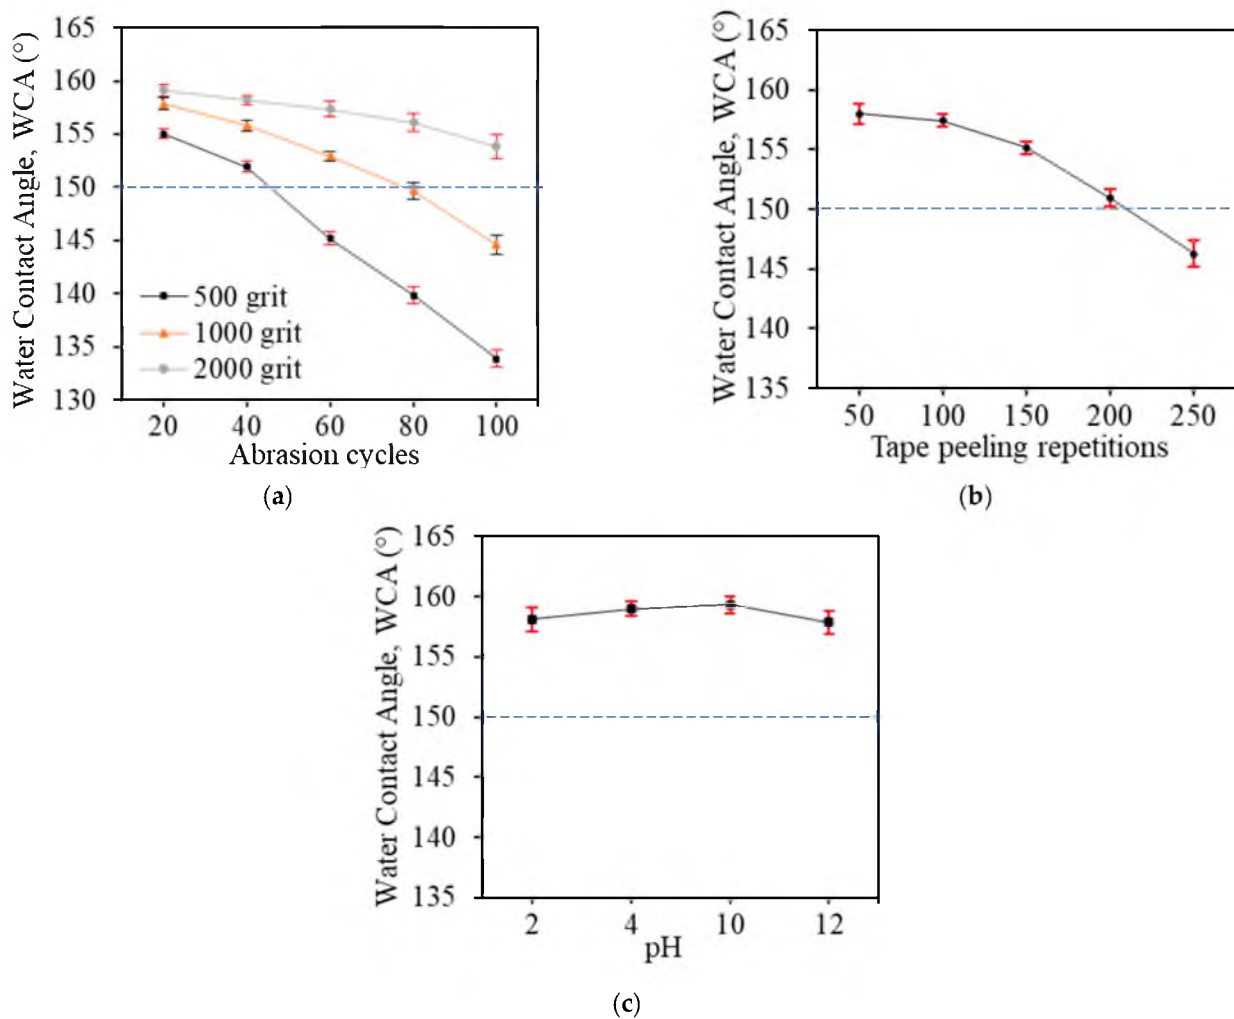 Water Contact Angle, WCA (°)
165
160
155
150
145
140
135
130
500 grit
1000 grit
2000 grit
20 40 60 80 100
Abrasion cycles
(a)
Water Contact Angle, WCA (°)
165
160
155
150
145
140
135
50 100 150 200 250
Tape peeling repetitions
(b)
Water Contact Angle, WCA (°)
165
160
155
150
145
140
135
2 4 10 12
pH
(c)